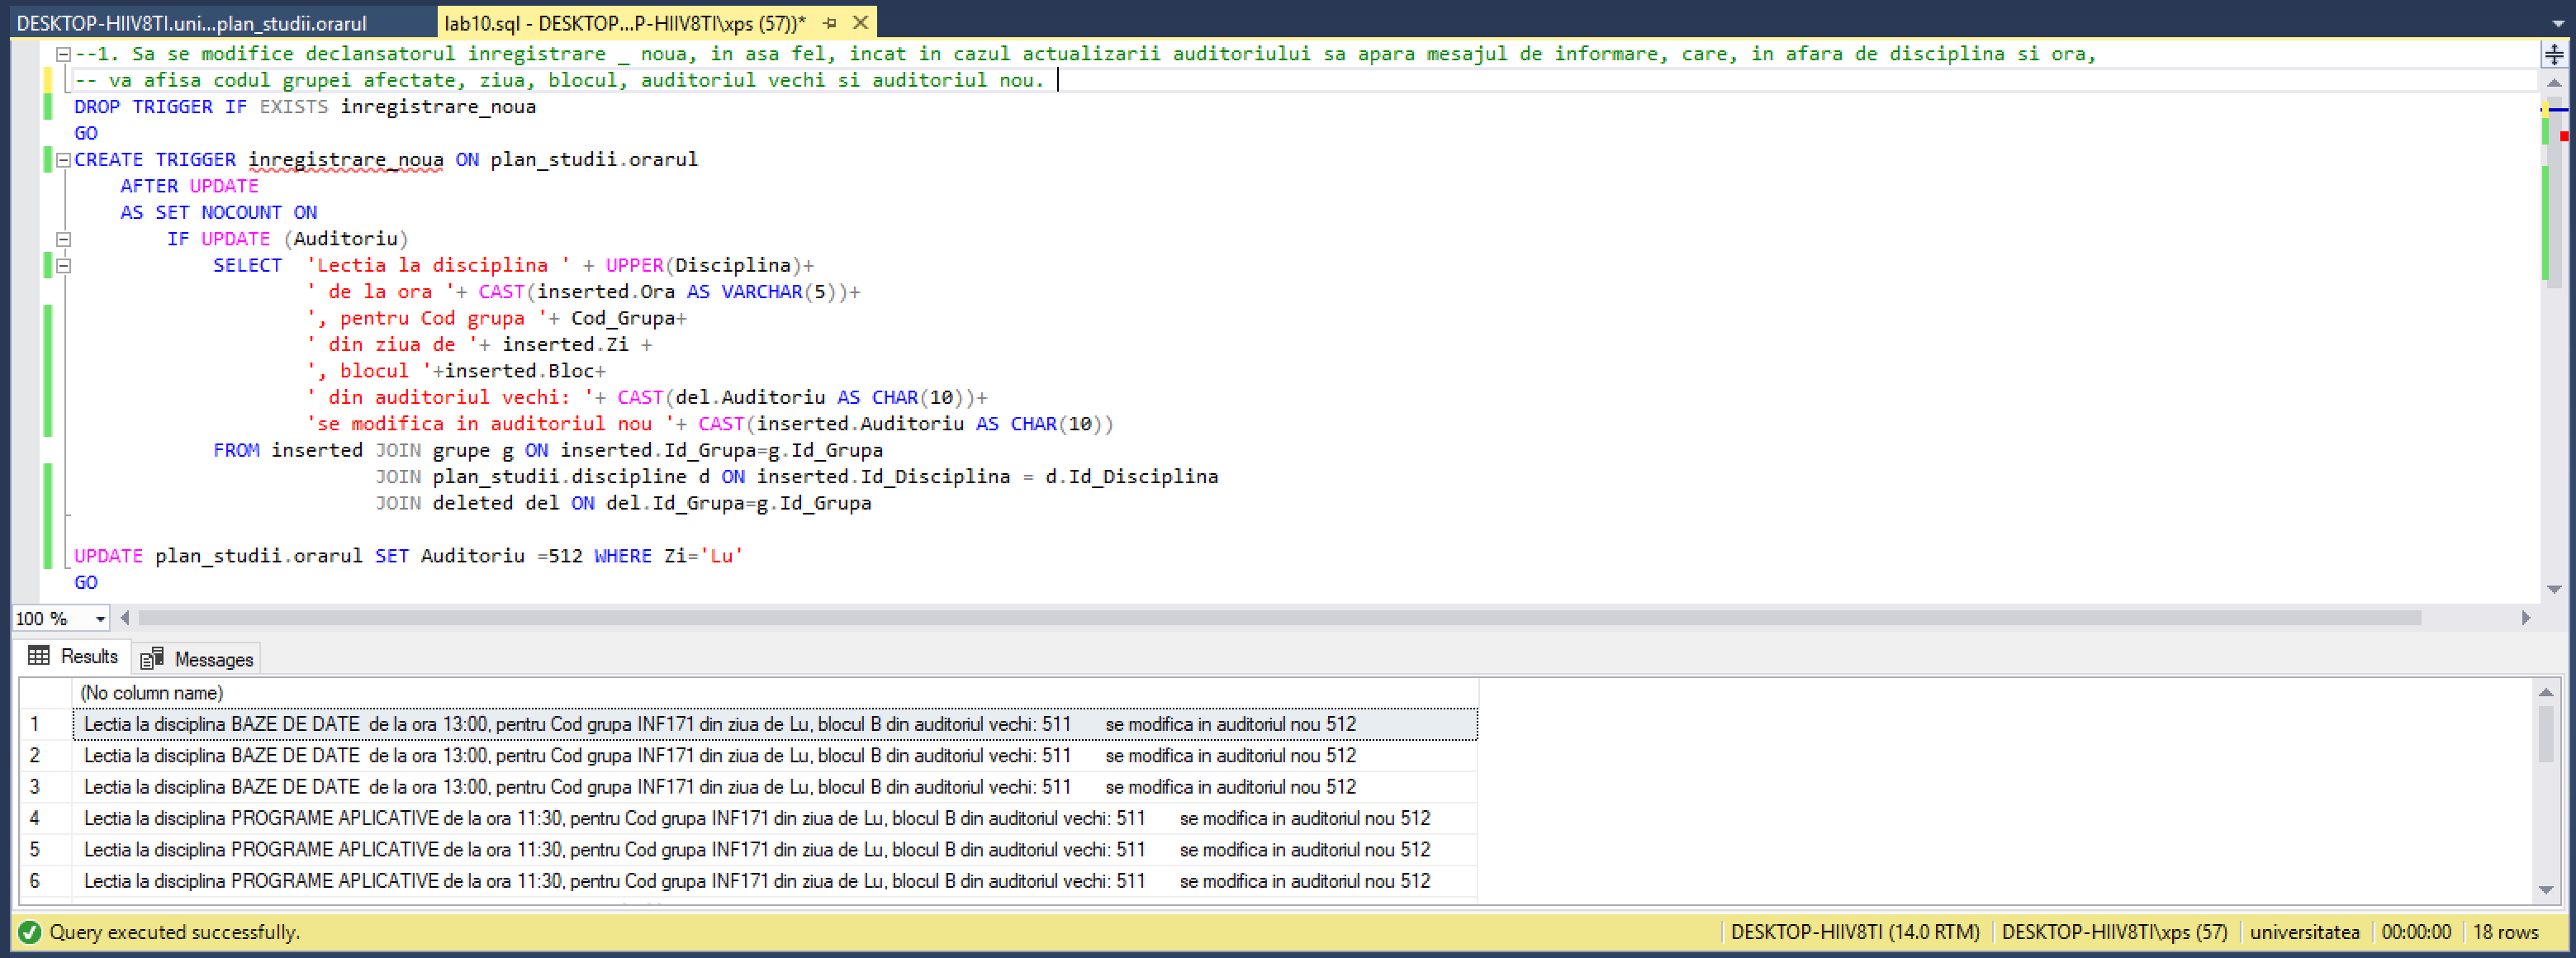 DESKTOP-HIIV8TI.uni...plan_studii.orarul
lab10.sql - DESKTOP...P-HIIV8TI\xps (57))*
--1. Sa se modifice declansatorul inregistrare _ noua, in asa fel, incat in cazul actualizarii auditoriului sa apara mesajul de informare, care, in afara de disciplina si ora,
-- va afisa codul grupei afectate, ziua, blocul, auditoriul vechi si auditoriul nou.
DROP TRIGGER IF EXISTS inregistrare_noua
GO
CREATE TRIGGER inregistrare_noua ON plan_studii.orarul
AFTER UPDATE
AS SET NOCOUNT ON
IF UPDATE (Auditoriu)
SELECT  'Lectia la disciplina ' + UPPER(Disciplina)+
' de la ora '+ CAST(inserted.Ora AS VARCHAR(5))+
', pentru Cod grupa '+ Cod_Grupa+
' din ziua de '+ inserted.Zi +
', blocul '+inserted.Bloc+
' din auditoriul vechi: '+ CAST(del.Auditoriu AS CHAR(10))+
'se modifica in auditoriul nou '+ CAST(inserted.Auditoriu AS CHAR(10))
FROM inserted JOIN grupe g ON inserted.Id_Grupa=g.Id_Grupa
JOIN plan_studii.discipline d ON inserted.Id_Disciplina = d.Id_Disciplina
JOIN deleted del ON del.Id_Grupa=g.Id_Grupa
UPDATE plan_studii.orarul SET Auditoriu =512 WHERE Zi='Lu'
GO
100 %
Results Messages
(No column name)
1 Lectia la disciplina BAZE DE DATE  de la ora 13:00, pentru Cod grupa INF171 din ziua de Lu, blocul B din auditoriul vechi: 511       se modifica in auditoriul nou 512
2 Lectia la disciplina BAZE DE DATE  de la ora 13:00, pentru Cod grupa INF171 din ziua de Lu, blocul B din auditoriul vechi: 511       se modifica in auditoriul nou 512
3 Lectia la disciplina BAZE DE DATE  de la ora 13:00, pentru Cod grupa INF171 din ziua de Lu, blocul B din auditoriul vechi: 511       se modifica in auditoriul nou 512
4 Lectia la disciplina PROGRAME APLICATIVE de la ora 11:30, pentru Cod grupa INF171 din ziua de Lu, blocul B din auditoriul vechi: 511       se modifica in auditoriul nou 512
5 Lectia la disciplina PROGRAME APLICATIVE de la ora 11:30, pentru Cod grupa INF171 din ziua de Lu, blocul B din auditoriul vechi: 511       se modifica in auditoriul nou 512
6 Lectia la disciplina PROGRAME APLICATIVE de la ora 11:30, pentru Cod grupa INF171 din ziua de Lu, blocul B din auditoriul vechi: 511       se modifica in auditoriul nou 512
Query executed successfully. DESKTOP-HIIV8TI (14.0 RTM) DESKTOP-HIIV8TI\xps (57) universitatea 00:00:00 18 rows